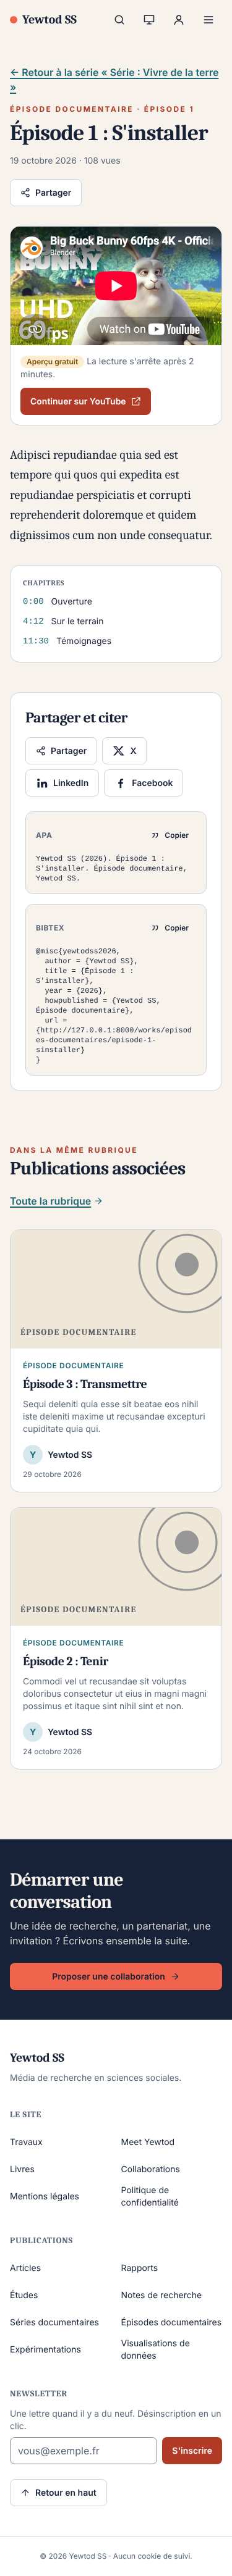 Yewtod SS
← Retour à la série « Série : Vivre de la terre
»
ÉPISODE DOCUMENTAIRE · ÉPISODE 1
Épisode 1 : S'installer
19 octobre 2026 · 108 vues
Partager
Big Buck Bunny 60fps 4K - Offici
Blender
BUNNY
UHD
60fps
Watch on YouTube
Aperçu gratuit La lecture s'arrête après 2
minutes.
Continuer sur YouTube
Adipisci repudiandae quia sed est
tempore qui quos qui expedita est
repudiandae perspiciatis et corrupti
reprehenderit doloremque et quidem
dignissimos cum non unde consequatur.
CHAPITRES
0:00 Ouverture
4:12 Sur le terrain
11:30 Témoignages
Partager et citer
Partager
X
LinkedIn
Facebook
APA
Copier
Yewtod SS (2026). Épisode 1 :
S'installer. Épisode documentaire,
Yewtod SS.
BIBTEX
Copier
@misc{yewtodss2026,
author = {Yewtod SS},
title = {Épisode 1 :
S'installer},
year = {2026},
howpublished = {Yewtod SS,
Épisode documentaire},
url =
{http://127.0.0.1:8000/works/episod
es-documentaires/episode-1-
sinstaller}
}
DANS LA MÊME RUBRIQUE
Publications associées
Toute la rubrique →
ÉPISODE DOCUMENTAIRE
ÉPISODE DOCUMENTAIRE
Épisode 3 : Transmettre
Sequi deleniti quia esse sit beatae eos nihil
iste deleniti maxime ut recusandae excepturi
cupiditate quia qui.
Y Yewtod SS
29 octobre 2026
ÉPISODE DOCUMENTAIRE
ÉPISODE DOCUMENTAIRE
Épisode 2 : Tenir
Commodi vel ut recusandae sit voluptas
doloribus consectetur ut eius in magni magni
possimus et itaque sint nihil sint et non.
Y Yewtod SS
24 octobre 2026
Démarrer une
conversation
Une idée de recherche, un partenariat, une
invitation ? Écrivons ensemble la suite.
Proposer une collaboration →
Yewtod SS
Média de recherche en sciences sociales.
LE SITE
Travaux
Meet Yewtod
Livres
Collaborations
Mentions légales
Politique de
confidentialité
PUBLICATIONS
Articles
Rapports
Études
Notes de recherche
Séries documentaires
Épisodes documentaires
Expérimentations
Visualisations de
données
NEWSLETTER
Une lettre quand il y a du neuf. Désinscription en un
clic.
vous@exemple.fr
S'inscrire
↑ Retour en haut
© 2026 Yewtod SS · Aucun cookie de suivi.